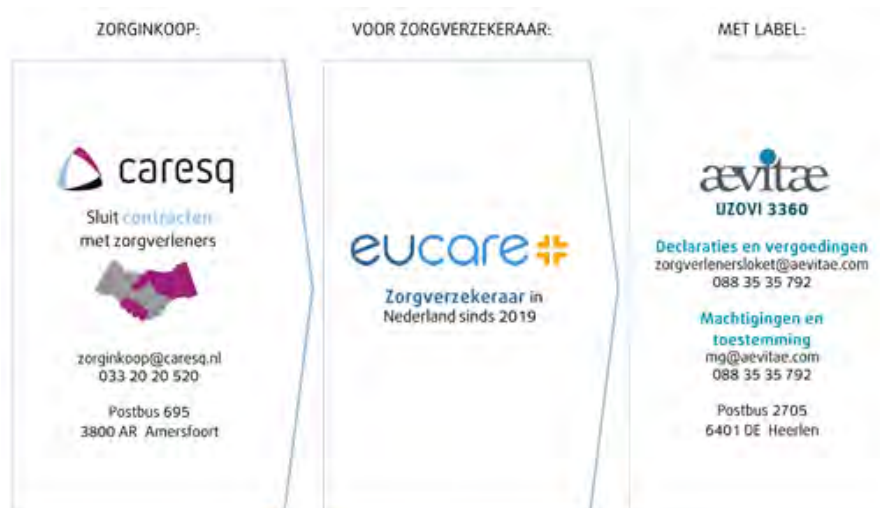 ZORGINKOOP:
caresq
Sluit contracten
met zorgverleners
zorginkoop@caresq.nl
033 20 20 520
Postbus 695
3800 AR Amersfoort
VOOR ZORGVERZEKERAAR:
eucare
Zorgverzekeraar in
Nederland sinds 2019
MET LABEL:
ævitæ
UZOVI 3360
Declaraties en vergoedingen
zorgverlenersloket@aevitae.com
088 35 35 792
Machtigingen en
toestemming
mg@aevitae.com
088 35 35 792
Postbus 2705
6401 DE Heerlen